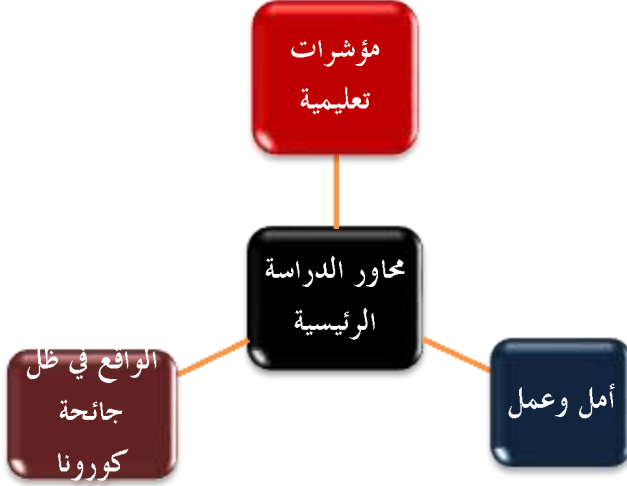 مؤشرات
تعليمية
محاور الدراسة
الرئيسية
أمل وعمل
الواقع في ظل
جائحة
كورونا